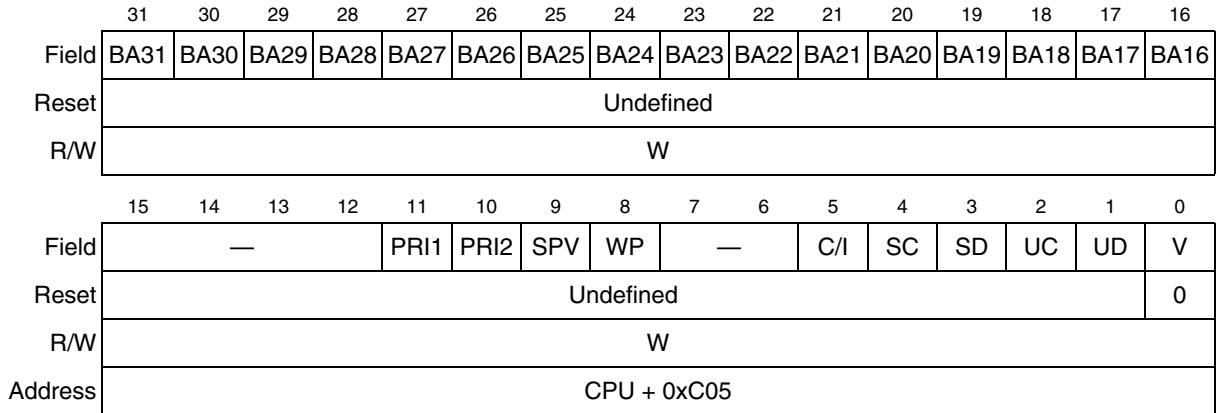 31 30 29 28 27 26 25 24 23 22 21 20 19 18 17 16
Field BA31 BA30 BA29 BA28 BA27 BA26 BA25 BA24 BA23 BA22 BA21 BA20 BA19 BA18 BA17 BA16
Reset Undefined
R/W W
15 14 13 12 11 10 9 8 7 6 5 4 3 2 1 0
Field — PRI1 PRI2 SPV WP — C/I SC SD UC UD V
Reset Undefined 0
R/W W
Address CPU + 0xC05